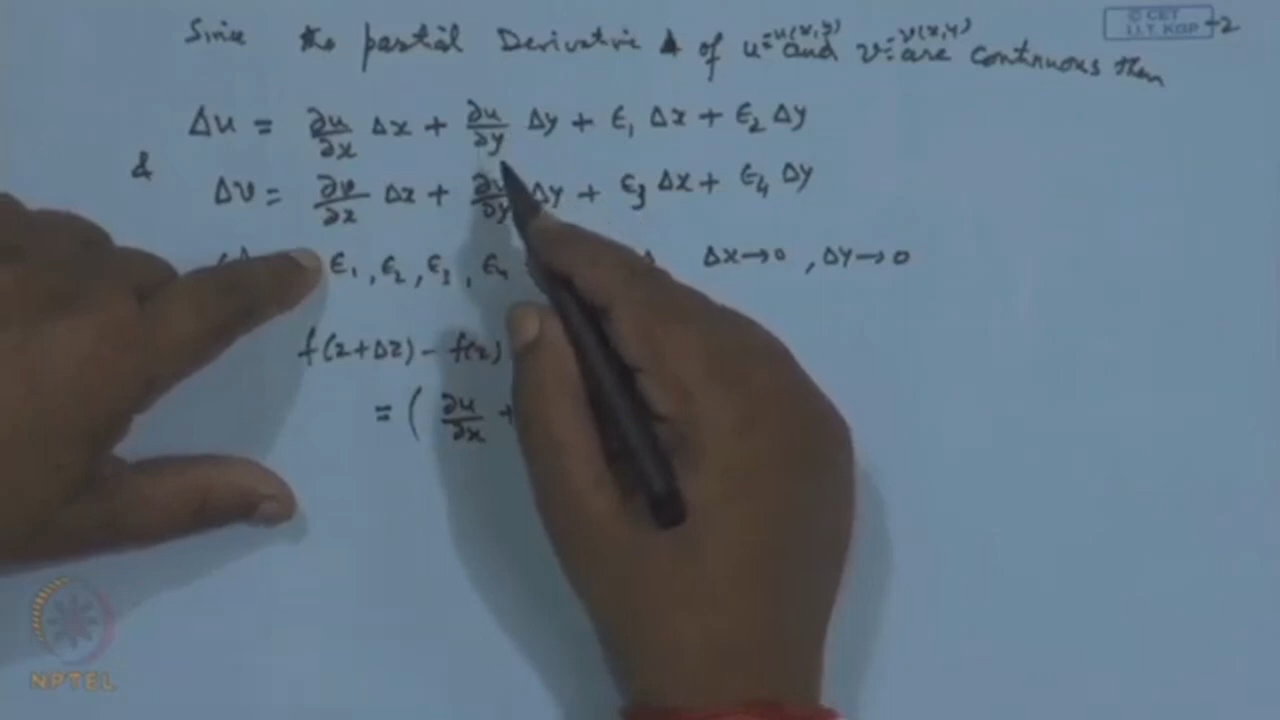 © CET
I.I.T. KGP -2
Since the partial Derivative of u=u(x,y) and v=v(x,y) are continuous then
Δu = ∂u/∂x Δx + ∂u/∂y Δy + ϵ₁ Δx + ϵ₂ Δy
&
Δv = ∂v/∂x Δx + ∂v/∂y Δy + ϵ₃ Δx + ϵ₄ Δy
ϵ₁, ϵ₂, ϵ₃, ϵ₄ Δx→0, Δy→0
f(z+Δz) - f(z)
= ( ∂u/∂x +
NPTEL